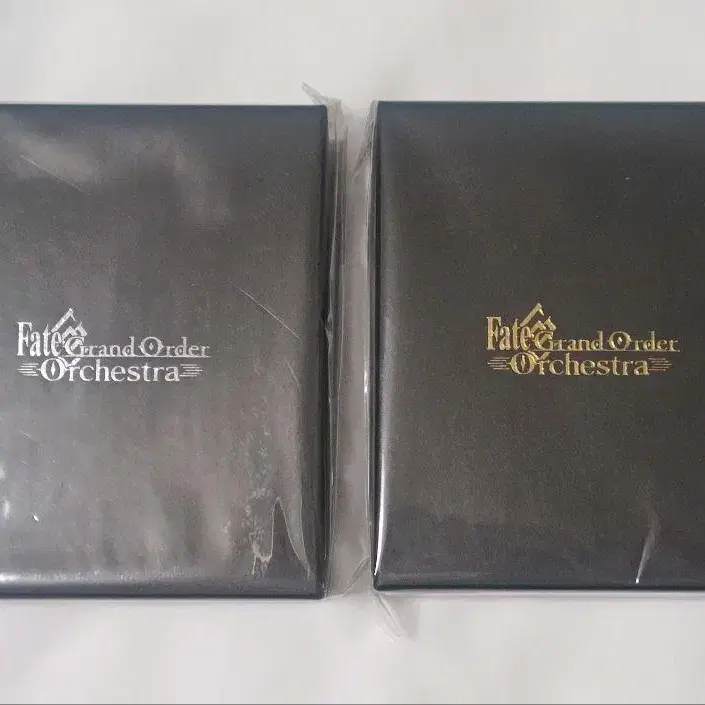 Fate Grand Order
Orchestra
Fate Grand Order
Orchestra